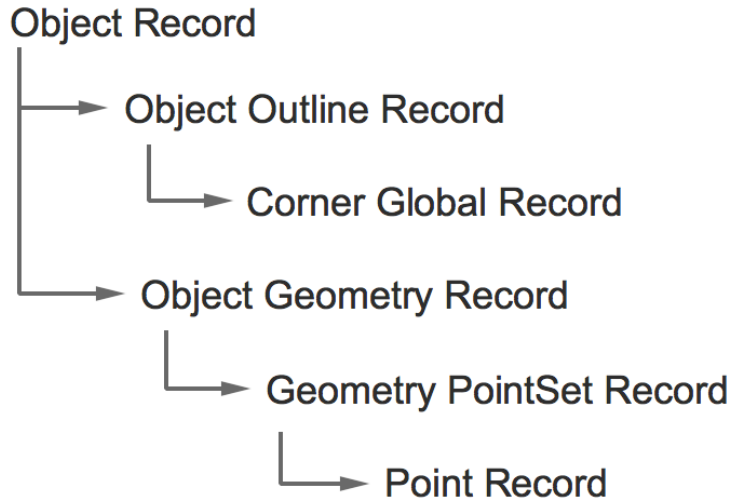 Object Record
Object Outline Record
Corner Global Record
Object Geometry Record
Geometry PointSet Record
Point Record